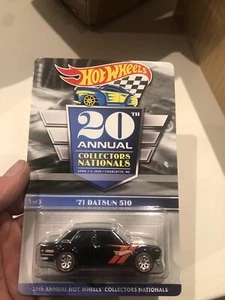 Hot Wheels
20TH
ANNUAL
COLLECTORS
NATIONALS
'71 DATSUN 510
20TH ANNUAL HOT WHEELS COLLECTORS NATIONALS